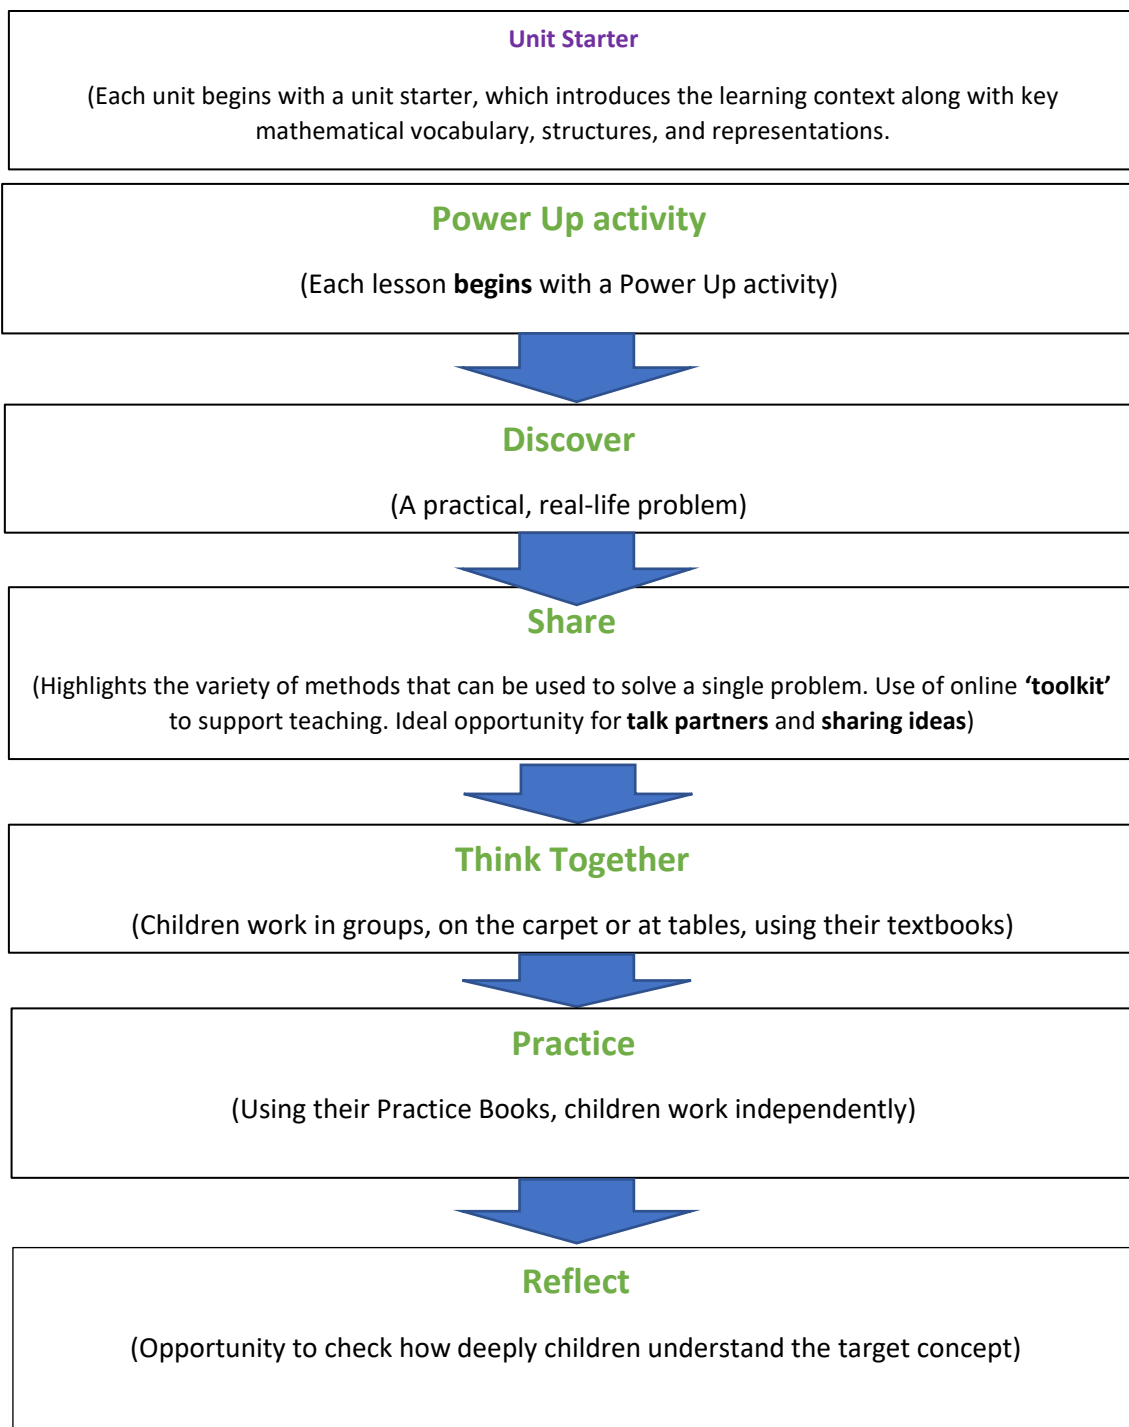 Unit Starter
(Each unit begins with a unit starter, which introduces the learning context along with key
mathematical vocabulary, structures, and representations.
Power Up activity
(Each lesson begins with a Power Up activity)
Discover
(A practical, real-life problem)
Share
(Highlights the variety of methods that can be used to solve a single problem. Use of online ‘toolkit’
to support teaching. Ideal opportunity for talk partners and sharing ideas)
Think Together
(Children work in groups, on the carpet or at tables, using their textbooks)
Practice
(Using their Practice Books, children work independently)
Reflect
(Opportunity to check how deeply children understand the target concept)